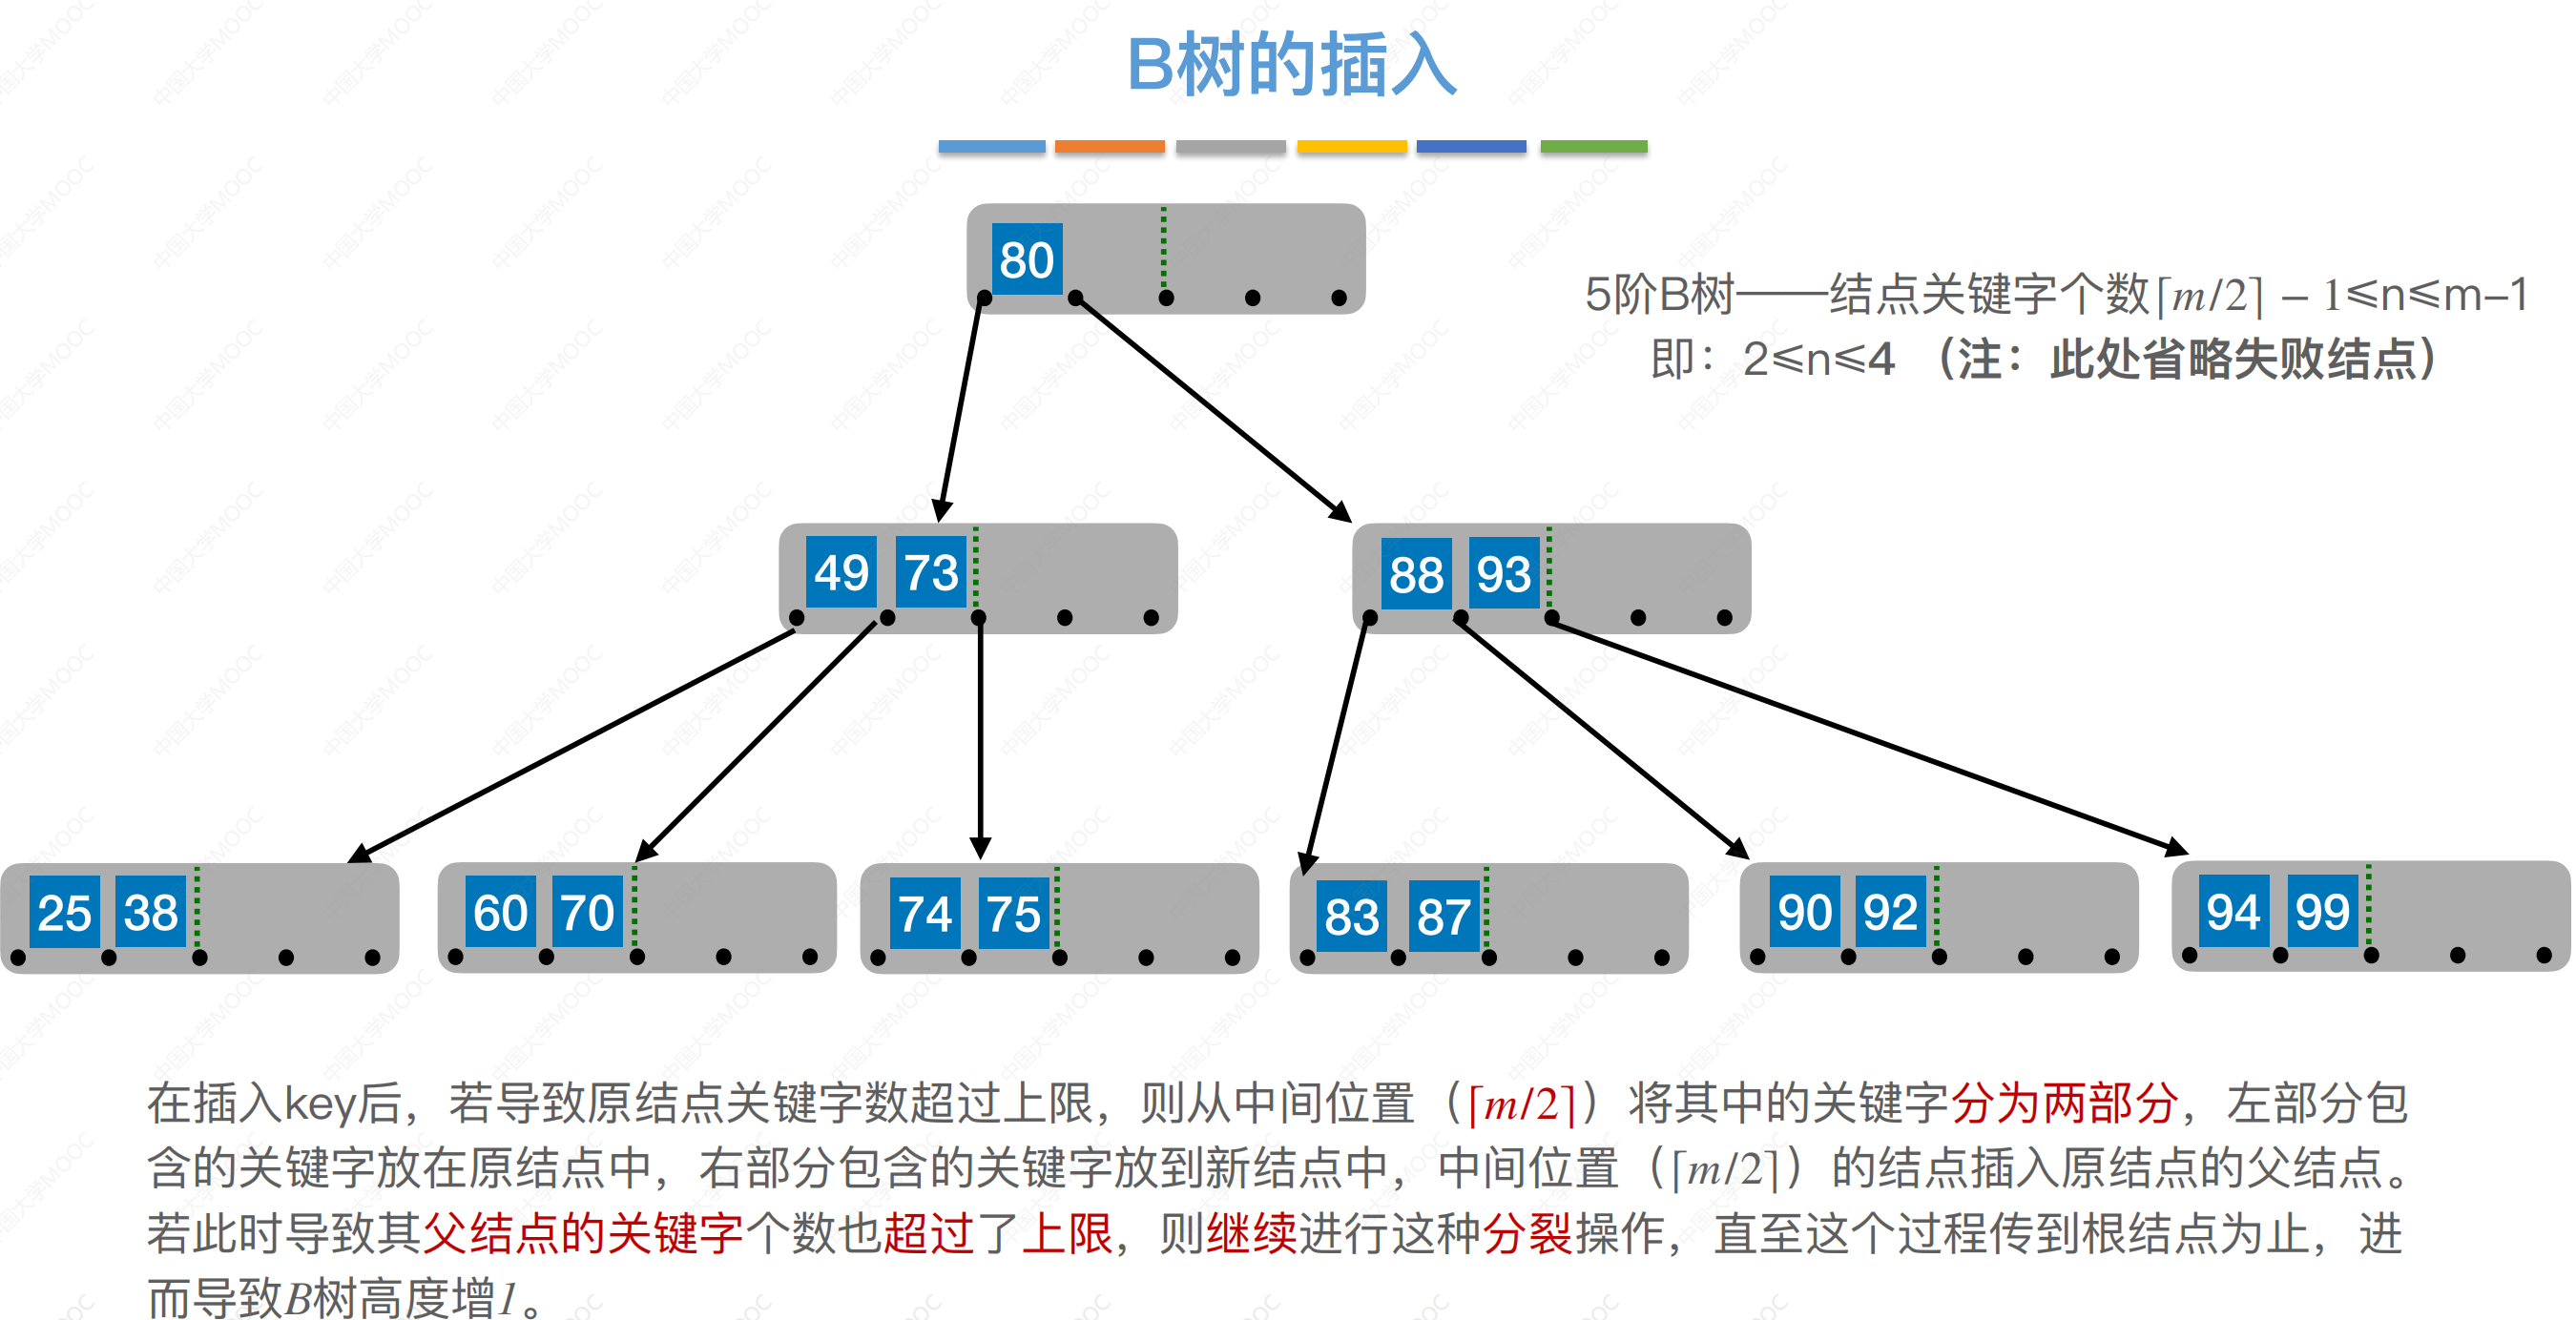 B树的插入
80
5阶B树——结点关键字个数⌈m/2⌉ – 1≤n≤m–1
即：2≤n≤4（注：此处省略失败结点）
49 73 88 93
25 38 60 70 74 75 83 87 90 92 94 99
在插入key后，若导致原结点关键字数超过上限，则从中间位置（⌈m/2⌉）将其中的关键字分为两部分，左部分包
含的关键字放在原结点中，右部分包含的关键字放到新结点中，中间位置（⌈m/2⌉）的结点插入原结点的父结点。
若此时导致其父结点的关键字个数也超过了上限，则继续进行这种分裂操作，直至这个过程传到根结点为止，进
而导致B树高度增1。
中国大学MOOC